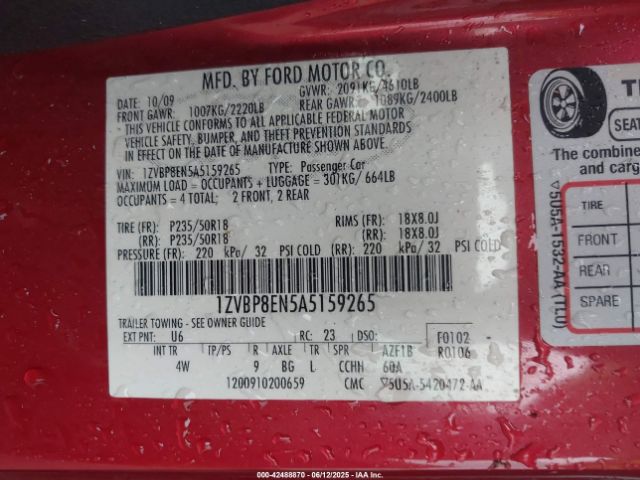 MFD. BY FORD MOTOR CO.
DATE: 10/09 GVWR: 2091KG/4610LB
FRONT GAWR: 1007KG/2220LB REAR GAWR: 1089KG/2400LB
- THIS VEHICLE CONFORMS TO ALL APPLICABLE FEDERAL MOTOR
VEHICLE SAFETY, BUMPER, AND THEFT PREVENTION STANDARDS
IN EFFECT ON THE DATE OF MANUFACTURE SHOWN ABOVE.
VIN: 1ZVBP8EN5A5159265 TYPE: Passenger Car
MAXIMUM LOAD = OCCUPANTS + LUGGAGE = 301KG/ 664LB
OCCUPANTS = 4 TOTAL; 2 FRONT, 2 REAR
TIRE (FR): P235/50R18 RIMS (FR): 18X8.0J
(RR): P235/50R18 (RR): 18X8.0J
PRESSURE (FR): 220 kPa/ 32 PSI COLD (RR): 220 kPa/ 32 PSI COLD
1ZVBP8EN5A5159265
TRAILER TOWING - SEE OWNER GUIDE
EXT PNT: U6 RC: 23 DSO: F0102
INT TR TP/PS R AXLE TR SPR AZF1B R0106
4W 9 BG L CCHH 60A
1200910200659 CMC 5U5A-5420472-AA
5U5A-1532-AA (TLU)
SEAT
The combine
and carg
TIRE
FRONT
REAR
SPARE
000-42488870 - 06/12/2025 - IAAI.COM